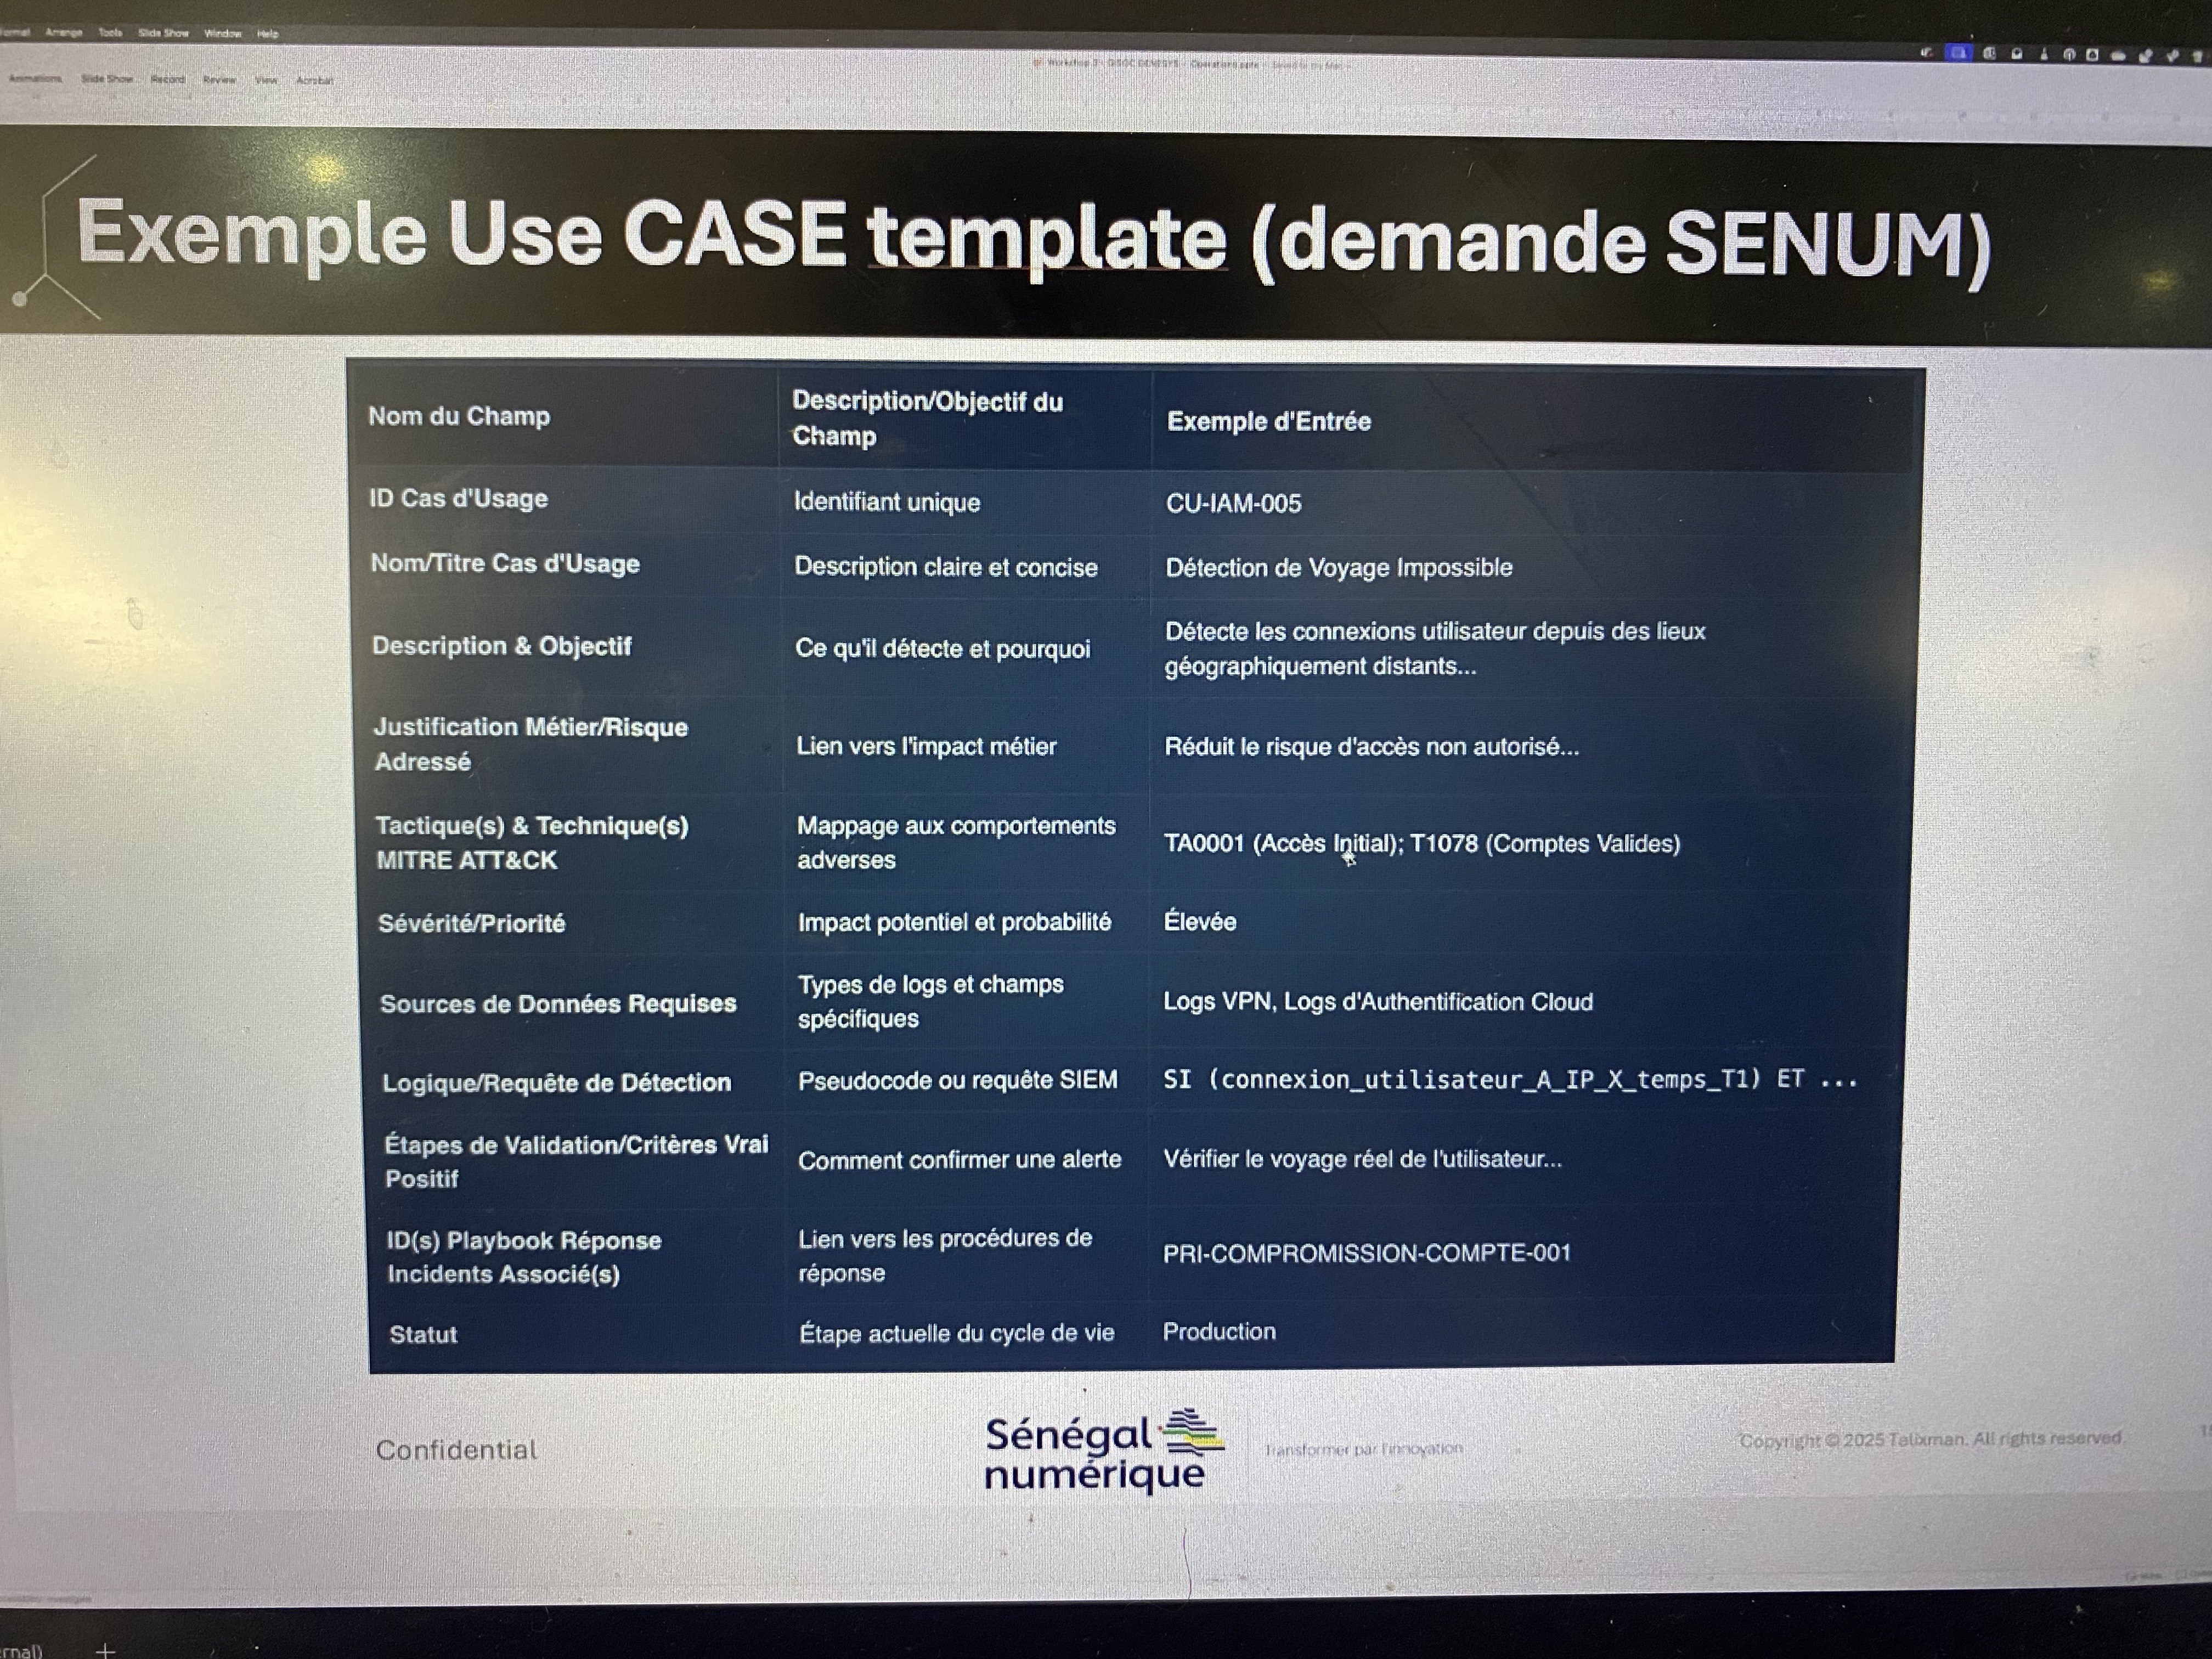 Arrange Tools Slide Show Window Help
Animations Slide Show Record Review View Acrobat
Exemple Use CASE template (demande SENUM)
Nom du Champ
Description/Objectif du
Champ
Exemple d'Entrée
ID Cas d'Usage
Identifiant unique
CU-IAM-005
Nom/Titre Cas d'Usage
Description claire et concise
Détection de Voyage Impossible
Description & Objectif
Ce qu'il détecte et pourquoi
Détecte les connexions utilisateur depuis des lieux
géographiquement distants...
Justification Métier/Risque
Adressé
Lien vers l'impact métier
Réduit le risque d'accès non autorisé...
Tactique(s) & Technique(s)
MITRE ATT&CK
Mappage aux comportements
adverses
TA0001 (Accès Initial); T1078 (Comptes Valides)
Sévérité/Priorité
Impact potentiel et probabilité
Élevée
Sources de Données Requises
Types de logs et champs
spécifiques
Logs VPN, Logs d'Authentification Cloud
Logique/Requête de Détection
Pseudocode ou requête SIEM
SI (connexion_utilisateur_A_IP_X_temps_T1) ET ...
Étapes de Validation/Critères Vrai
Positif
Comment confirmer une alerte
Vérifier le voyage réel de l'utilisateur...
ID(s) Playbook Réponse
Incidents Associé(s)
Lien vers les procédures de
réponse
PRI-COMPROMISSION-COMPTE-001
Statut
Étape actuelle du cycle de vie
Production
Confidential
Sénégal
numérique
Transformer par l'innovation
Copyright © 2025 Telixman. All rights reserved.